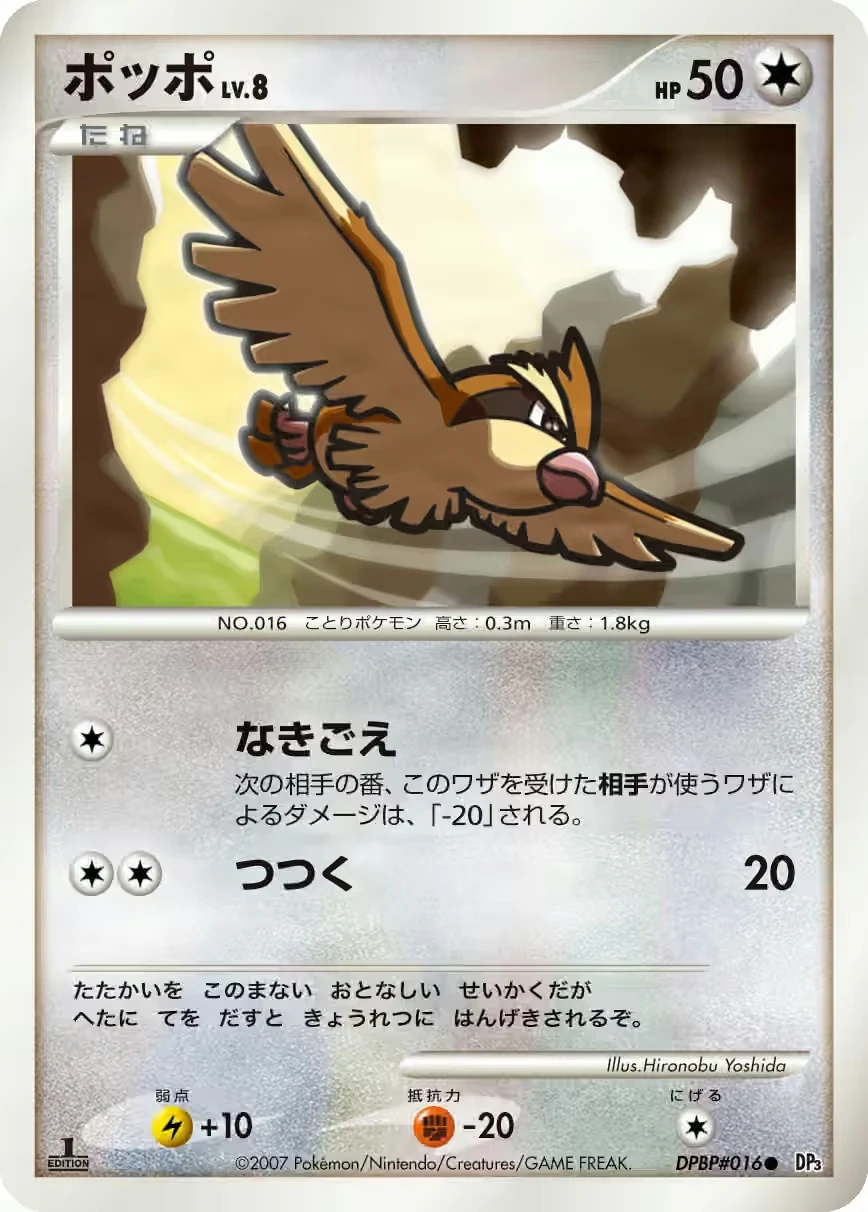 ポッポ LV.8 HP 50
たね
NO.016 ことりポケモン 高さ：0.3m 重さ：1.8kg
なきごえ
次の相手の番、このワザを受けた相手が使うワザに
よるダメージは、「-20」される。
つつく 20
たたかいを このまない おとなしい せいかくだが
へたに てを だすと きょうれつに はんげきされるぞ。
Illus.Hironobu Yoshida
弱点 抵抗力 にげる
+10 -20
1 EDITION ©2007 Pokémon/Nintendo/Creatures/GAME FREAK. DPBP#016● DP3